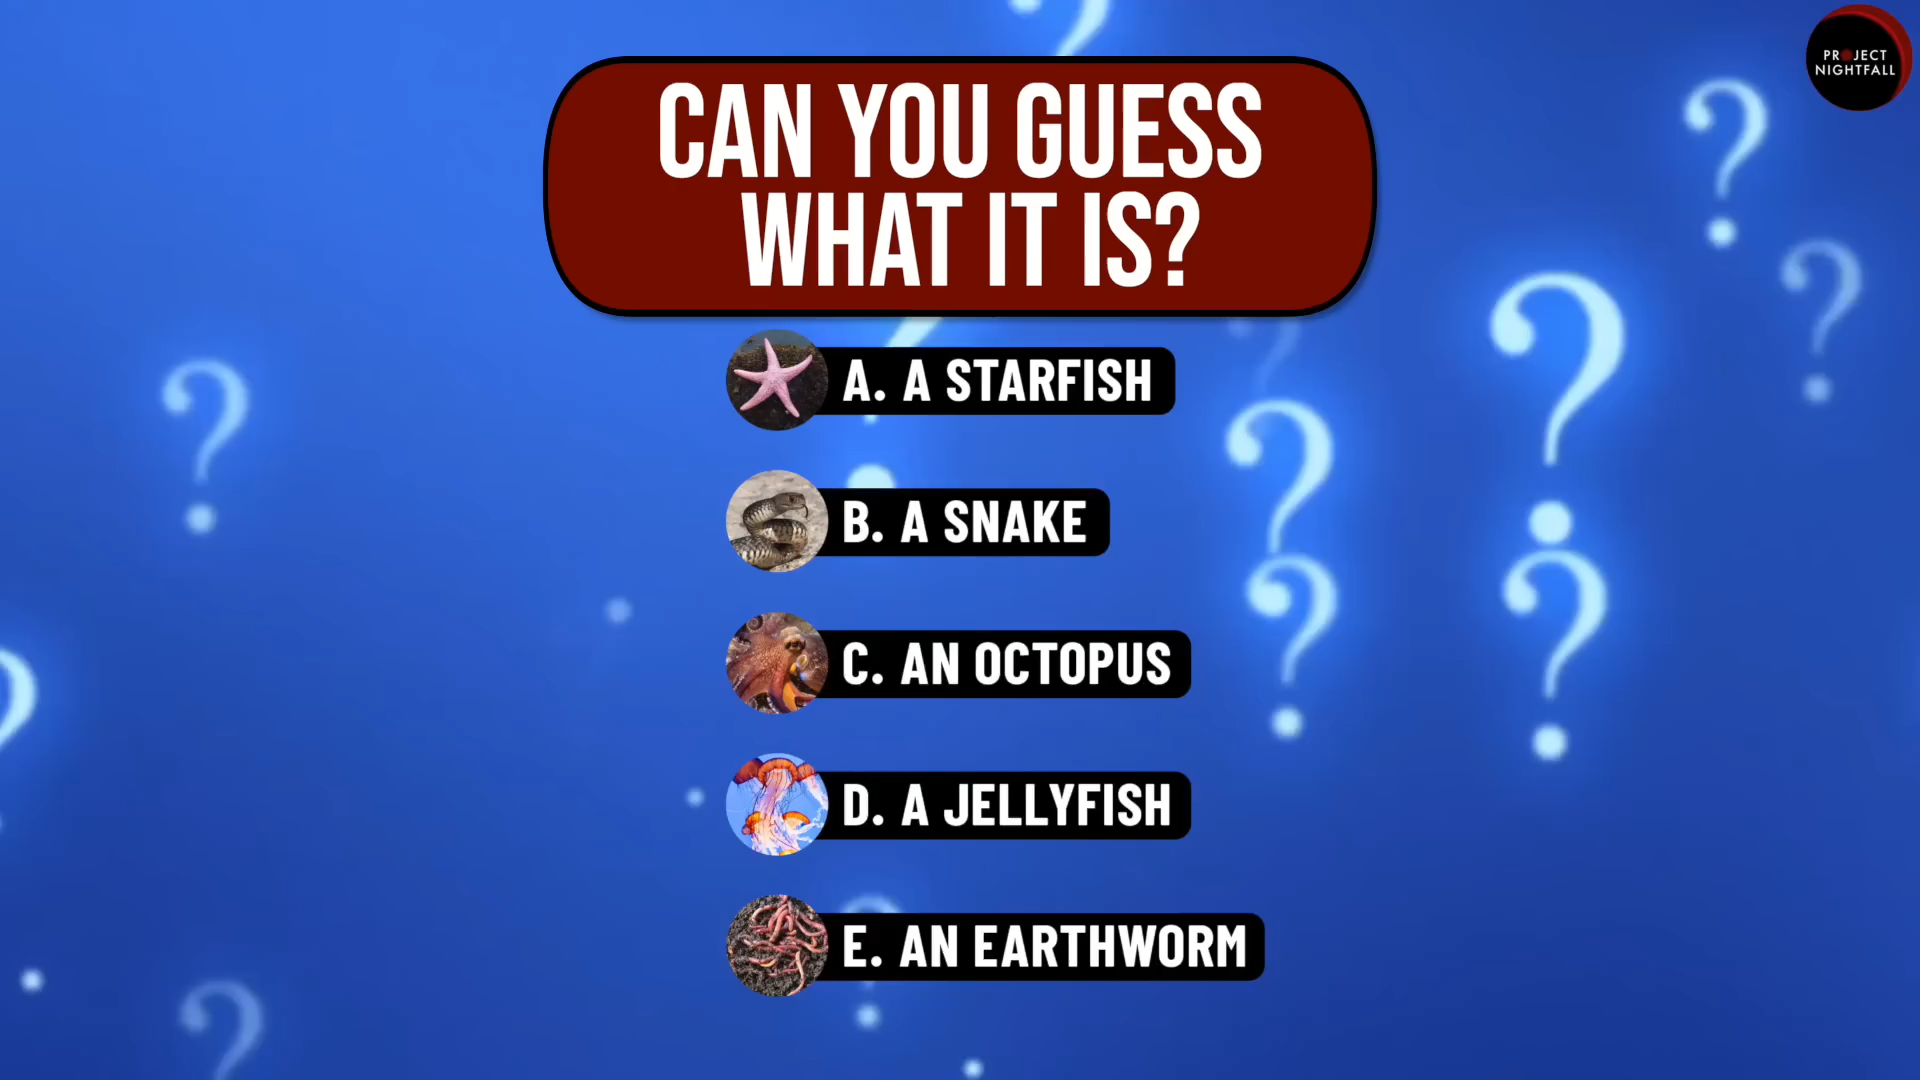 PROJECT
NIGHTFALL
CAN YOU GUESS
WHAT IT IS?
A. A STARFISH
B. A SNAKE
C. AN OCTOPUS
D. A JELLYFISH
E. AN EARTHWORM